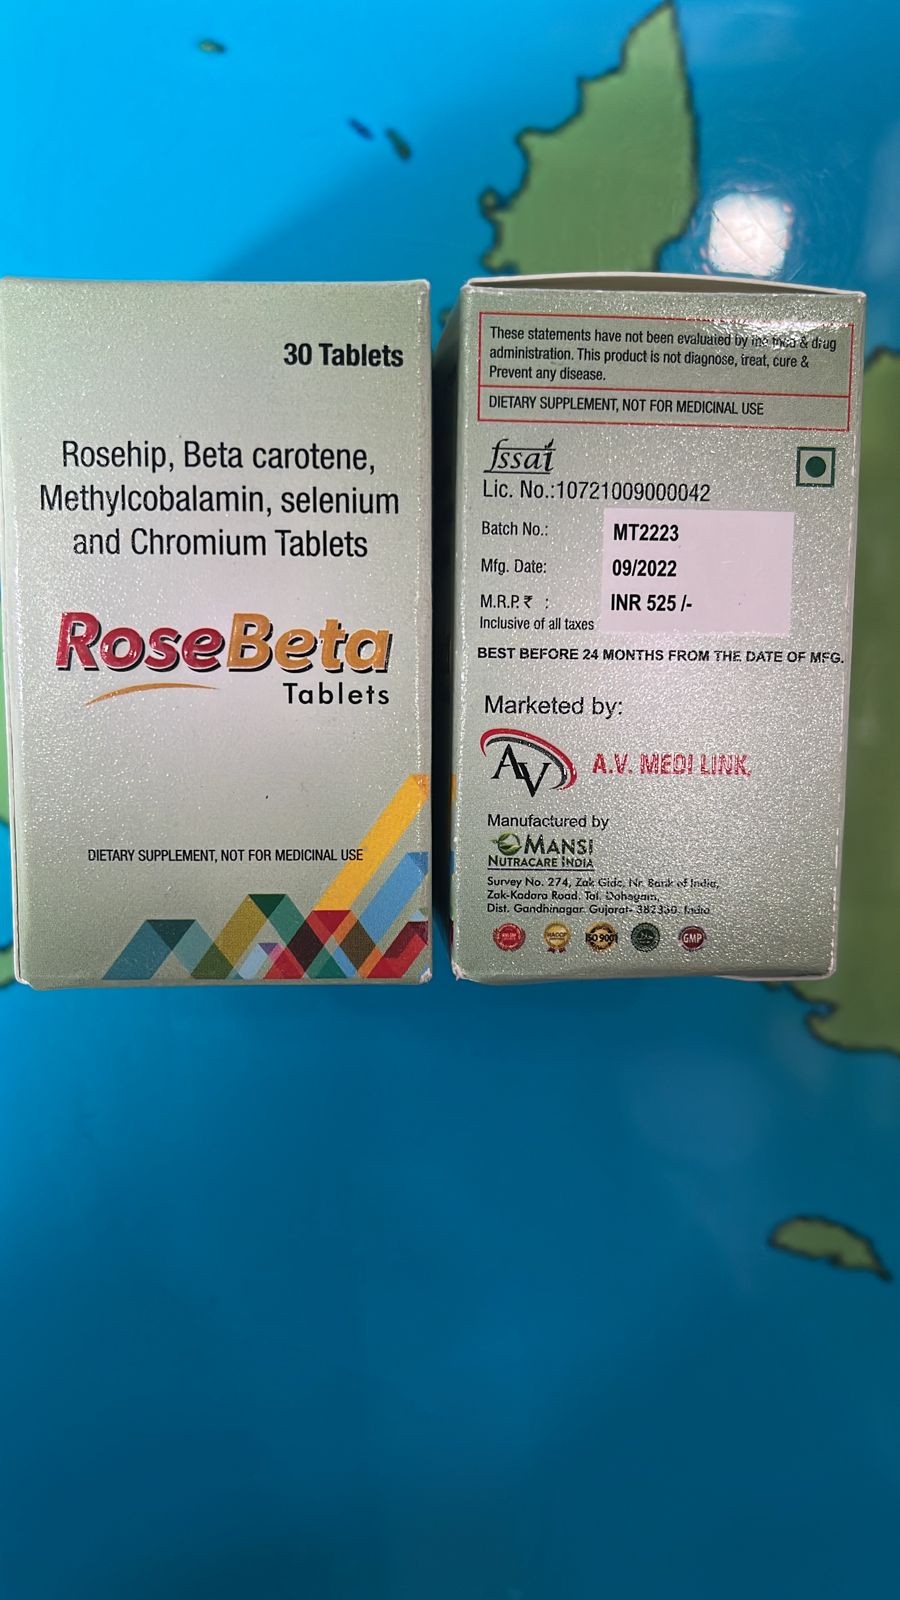 30 Tablets
Rosehip, Beta carotene,
Methylcobalamin, selenium
and Chromium Tablets
RoseBeta
Tablets
DIETARY SUPPLEMENT, NOT FOR MEDICINAL USE
These statements have not been evaluated by the food & drug
administration. This product is not diagnose, treat, cure &
Prevent any disease.
DIETARY SUPPLEMENT, NOT FOR MEDICINAL USE
fssai
Lic. No.:10721009000042
Batch No.: MT2223
Mfg. Date: 09/2022
M.R.P. ₹ : INR 525 /-
Inclusive of all taxes
BEST BEFORE 24 MONTHS FROM THE DATE OF MFG.
Marketed by:
AV A.V. MEDI LINK,
Manufactured by
MANSI
NUTRACARE INDIA
Survey No. 274, Zak Gidc, Nr. Bank of India,
Zak-Kadara Road, Tal. Dahegam,
Dist. Gandhinagar. Gujarat- 382330. India
HACCP ISO 9001 GMP